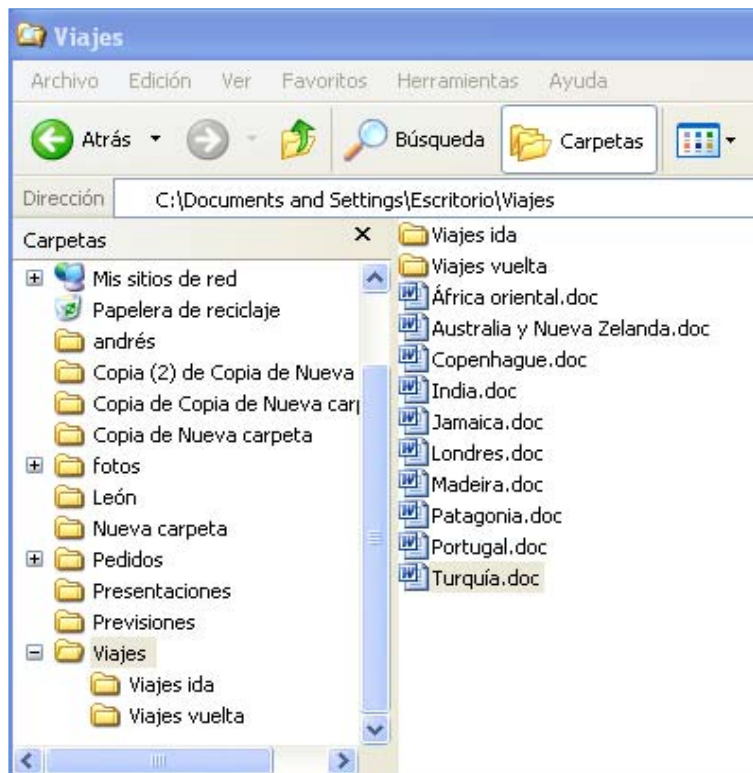 Viajes
Archivo Edición Ver Favoritos Herramientas Ayuda
Atrás Búsqueda Carpetas
Dirección C:\Documents and Settings\Escritorio\Viajes
Carpetas X
Mis sitios de red
Papelera de reciclaje
andrés
Copia (2) de Copia de Nueva
Copia de Copia de Nueva carp
Copia de Nueva carpeta
fotos
León
Nueva carpeta
Pedidos
Presentaciones
Previsiones
Viajes
Viajes ida
Viajes vuelta
Viajes ida
Viajes vuelta
África oriental.doc
Australia y Nueva Zelanda.doc
Copenhague.doc
India.doc
Jamaica.doc
Londres.doc
Madeira.doc
Patagonia.doc
Portugal.doc
Turquía.doc